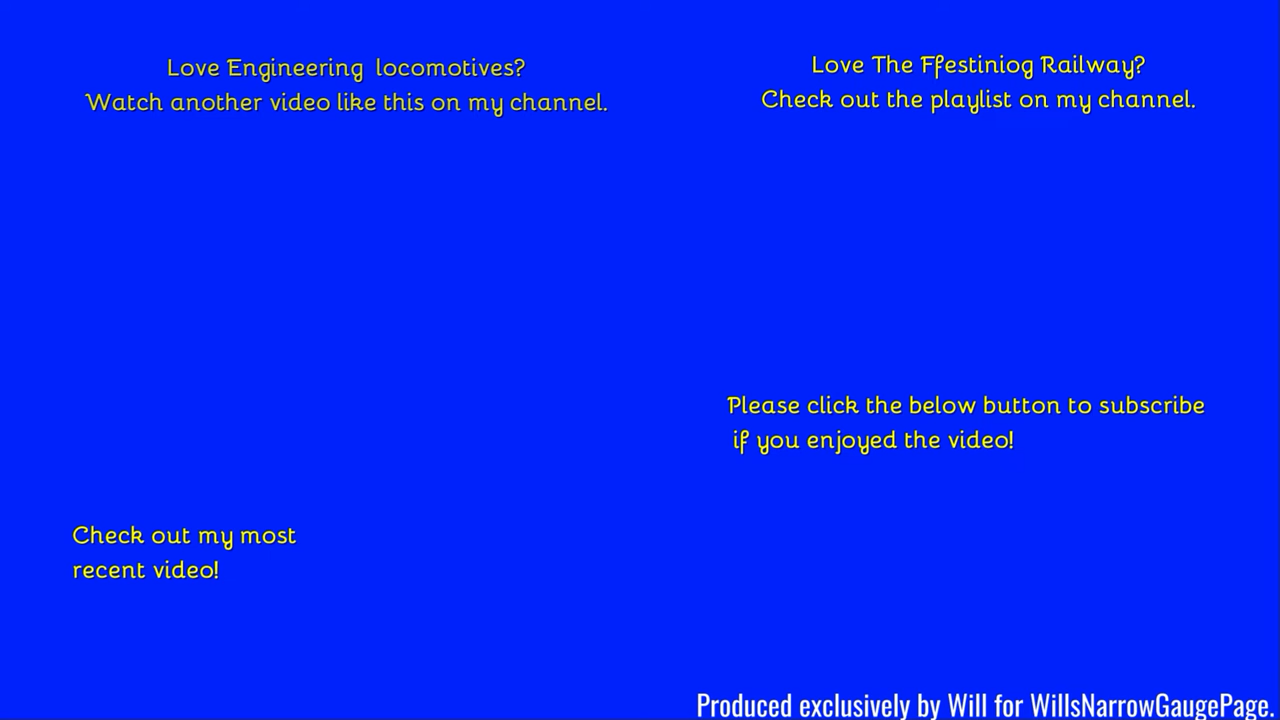 Love Engineering  locomotives?
Watch another video like this on my channel.
Love The Ffestiniog Railway?
Check out the playlist on my channel.
Please click the below button to subscribe
if you enjoyed the video!
Check out my most
recent video!
Produced exclusively by Will for WillsNarrowGaugePage.